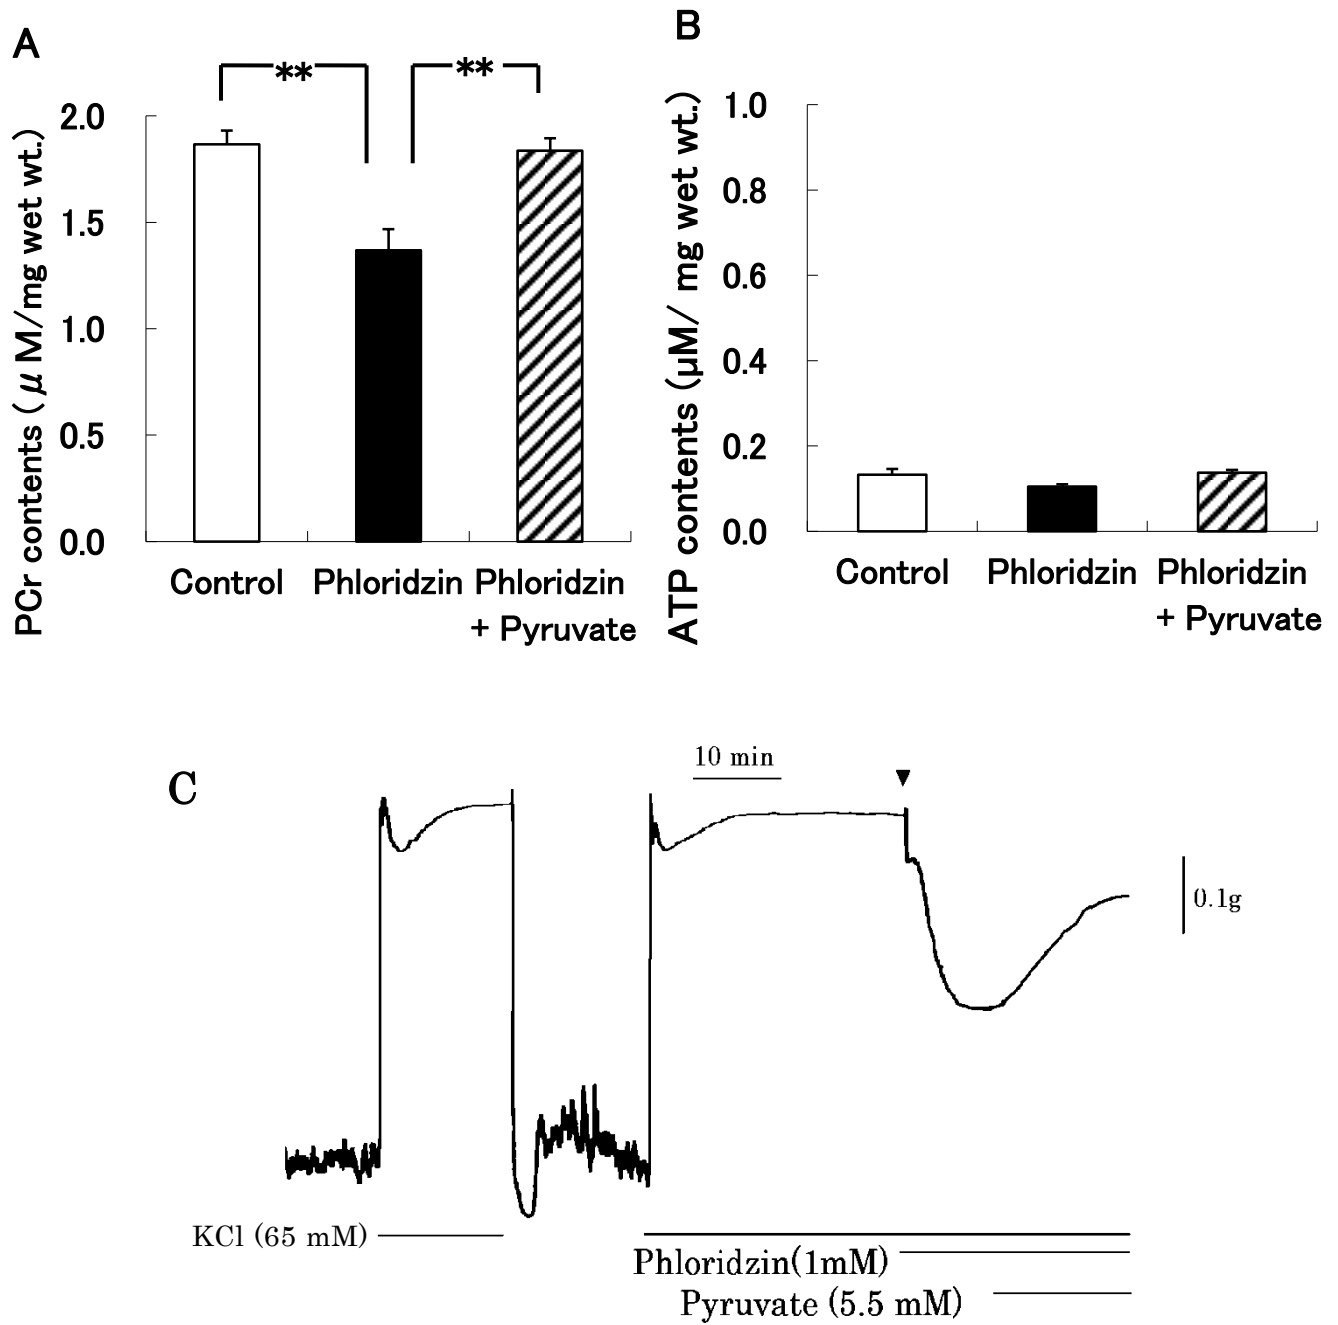 A
**
**
2.0
1.5
1.0
0.5
0.0
PCr contents (μ M/mg wet wt.)
Control
Phloridzin
Phloridzin
+ Pyruvate
B
1.0
0.8
0.6
0.4
0.2
0.0
ATP contents (μM/ mg wet wt.)
Control
Phloridzin
Phloridzin
+ Pyruvate
C
10 min
0.1g
KCl (65 mM)
Phloridzin(1mM)
Pyruvate (5.5 mM)